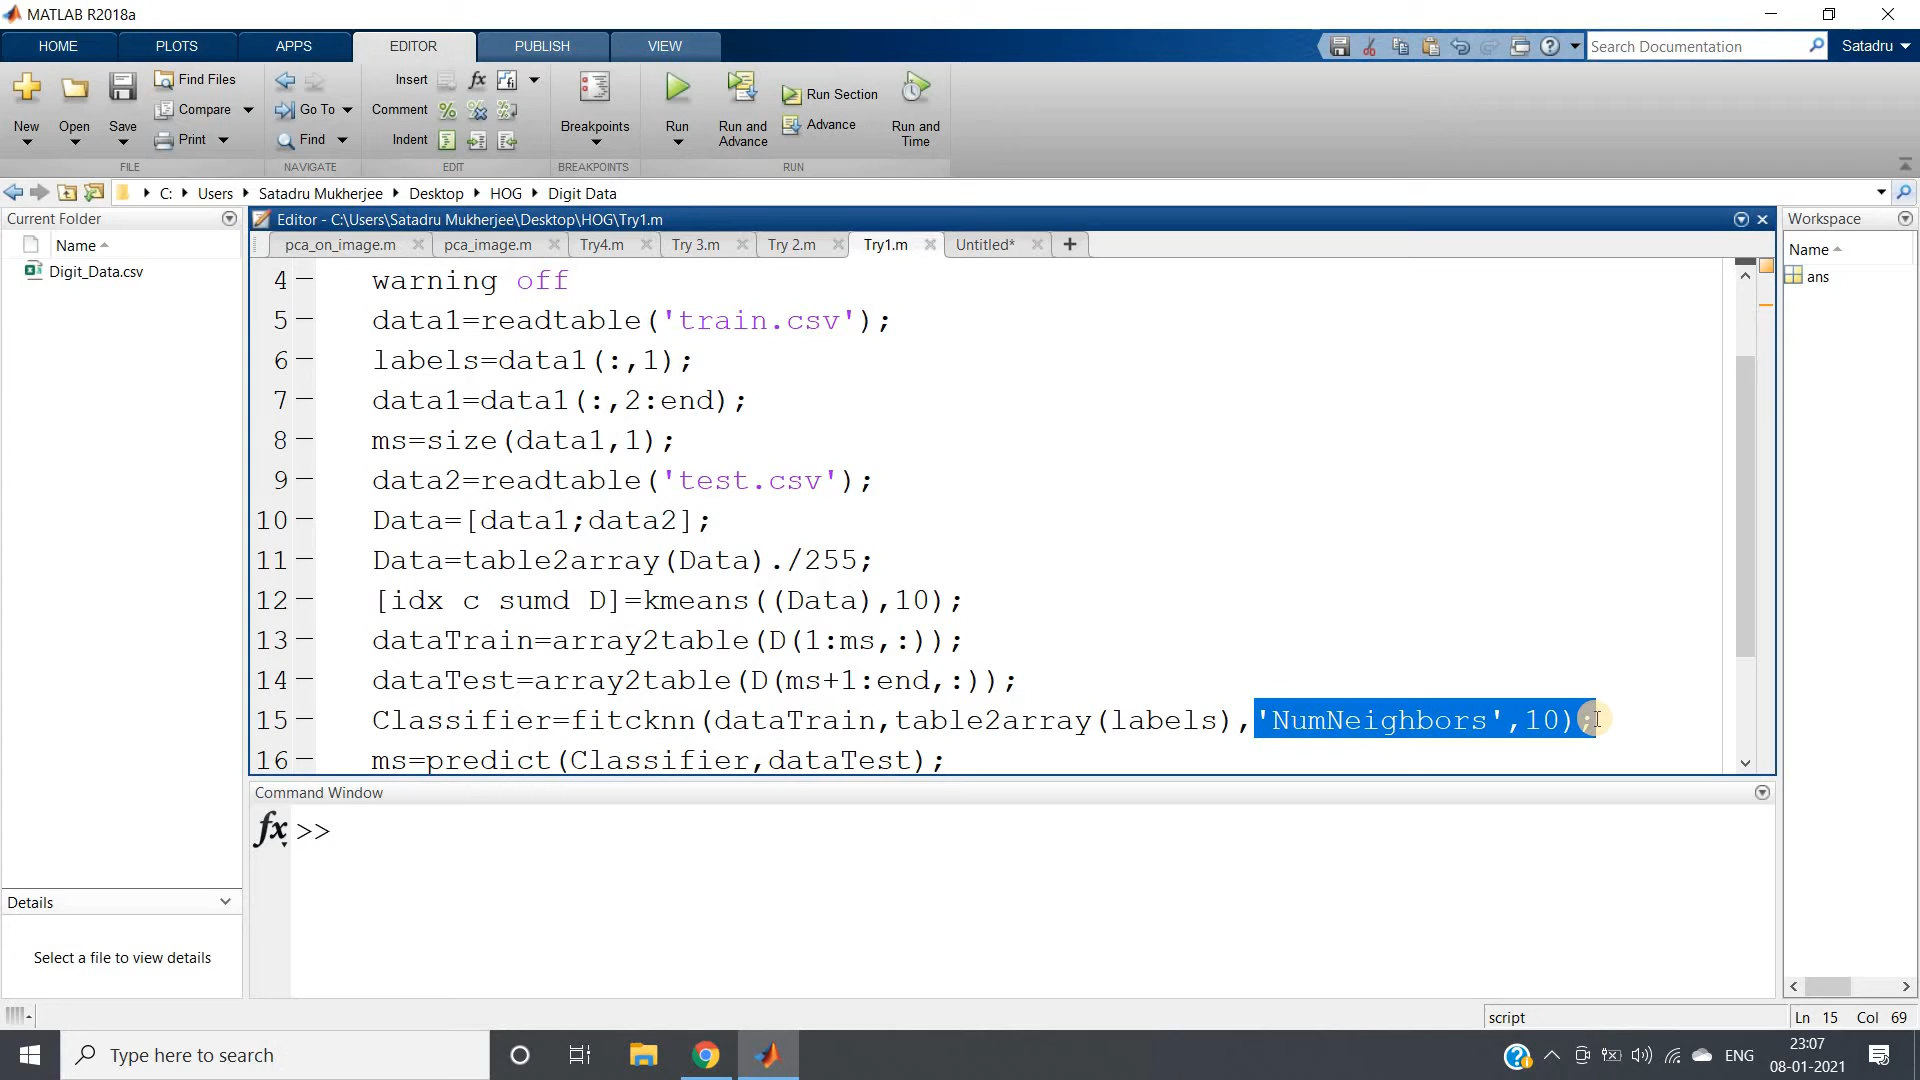 MATLAB R2018a
HOME PLOTS APPS EDITOR PUBLISH VIEW
Search Documentation
Satadru
New
Open
Save
Find Files
Compare
Print
FILE
Go To
Find
NAVIGATE
Insert
Comment
Indent
fx
EDIT
Breakpoints
BREAKPOINTS
Run
Run and Advance
Run Section
Advance
Run and Time
RUN
C: Users Satadru Mukherjee Desktop HOG Digit Data
Current Folder
Name
Digit_Data.csv
Details
Select a file to view details
Editor - C:\Users\Satadru Mukherjee\Desktop\HOG\Try1.m
pca_on_image.m pca_image.m Try4.m Try 3.m Try 2.m Try1.m Untitled*
4 warning off
5 data1=readtable('train.csv');
6 labels=data1(:,1);
7 data1=data1(:,2:end);
8 ms=size(data1,1);
9 data2=readtable('test.csv');
10 Data=[data1;data2];
11 Data=table2array(Data)./255;
12 [idx c sumd D]=kmeans((Data),10);
13 dataTrain=array2table(D(1:ms,:));
14 dataTest=array2table(D(ms+1:end,:));
15 Classifier=fitcknn(dataTrain,table2array(labels),'NumNeighbors',10);
16 ms=predict(Classifier,dataTest);
Command Window
fx >>
Workspace
Name
ans
script
Ln 15 Col 69
Type here to search
ENG
23:07
08-01-2021